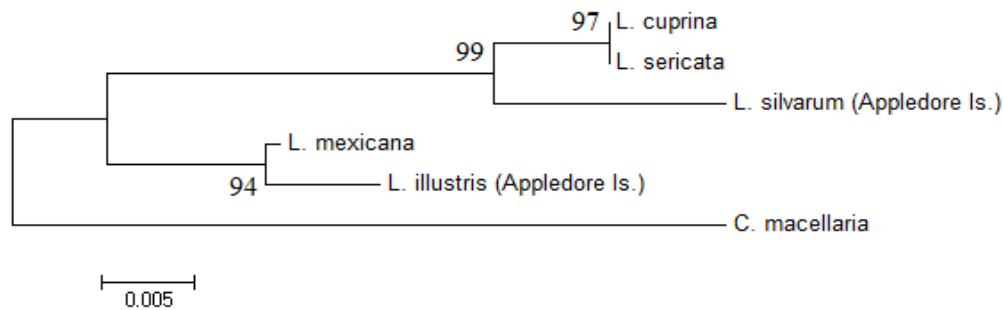 97
L. cuprina
99
L. sericata
L. silvarum (Appledore Is.)
L. mexicana
94
L. illustris (Appledore Is.)
C. macellaria
0.005